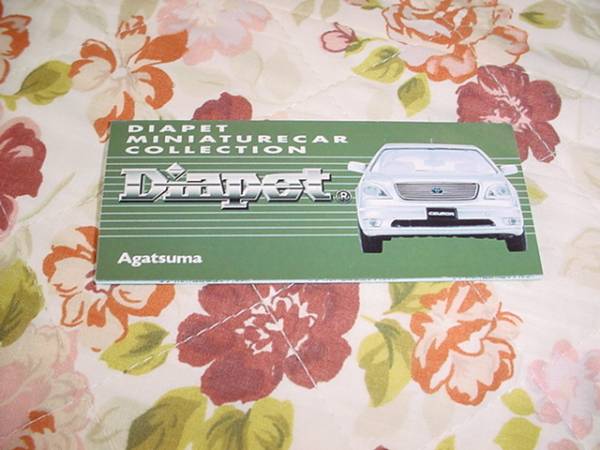 DIAPET
MINIATURECAR
COLLECTION
Diapet®
Agatsuma